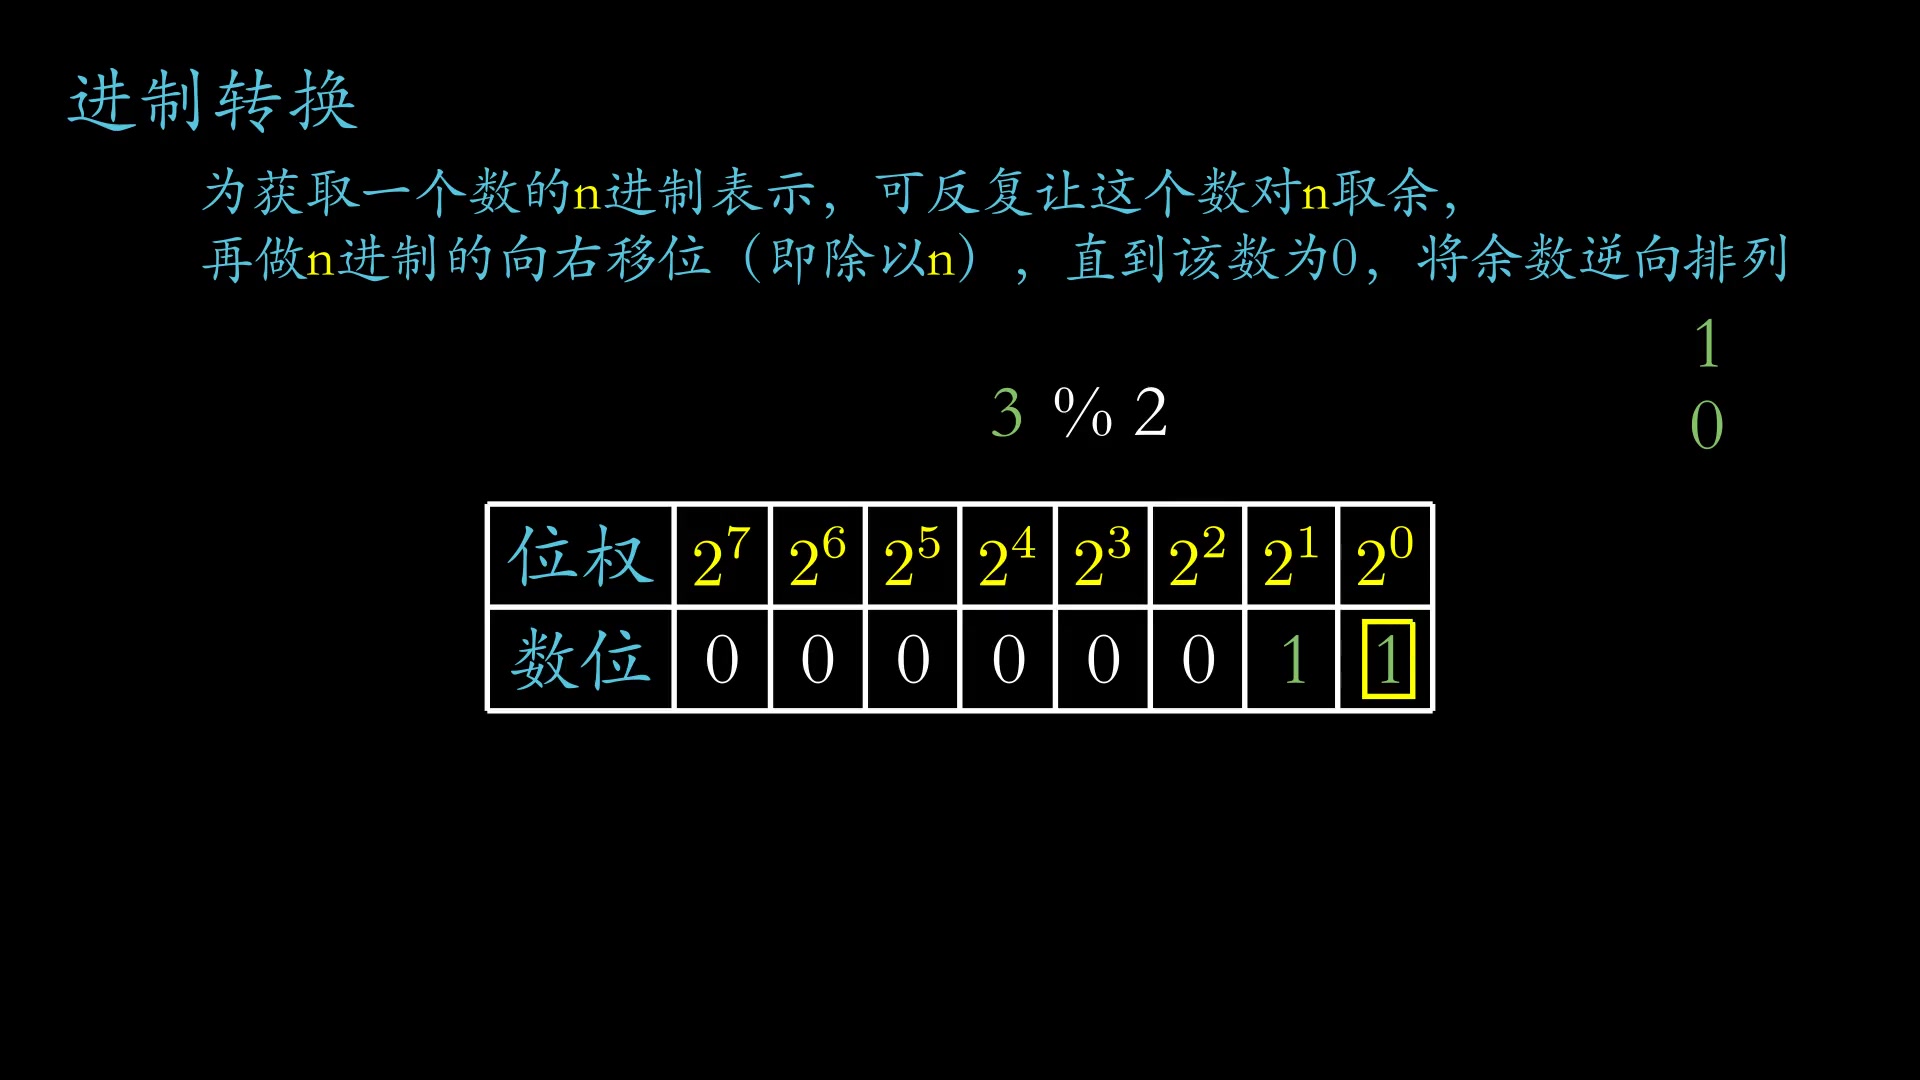 进制转换
为获取一个数的n进制表示，可反复让这个数对n取余，
再做n进制的向右移位（即除以n），直到该数为0，将余数逆向排列
1
3 % 2
0
位权 2^7 2^6 2^5 2^4 2^3 2^2 2^1 2^0
数位 0 0 0 0 0 0 1 1